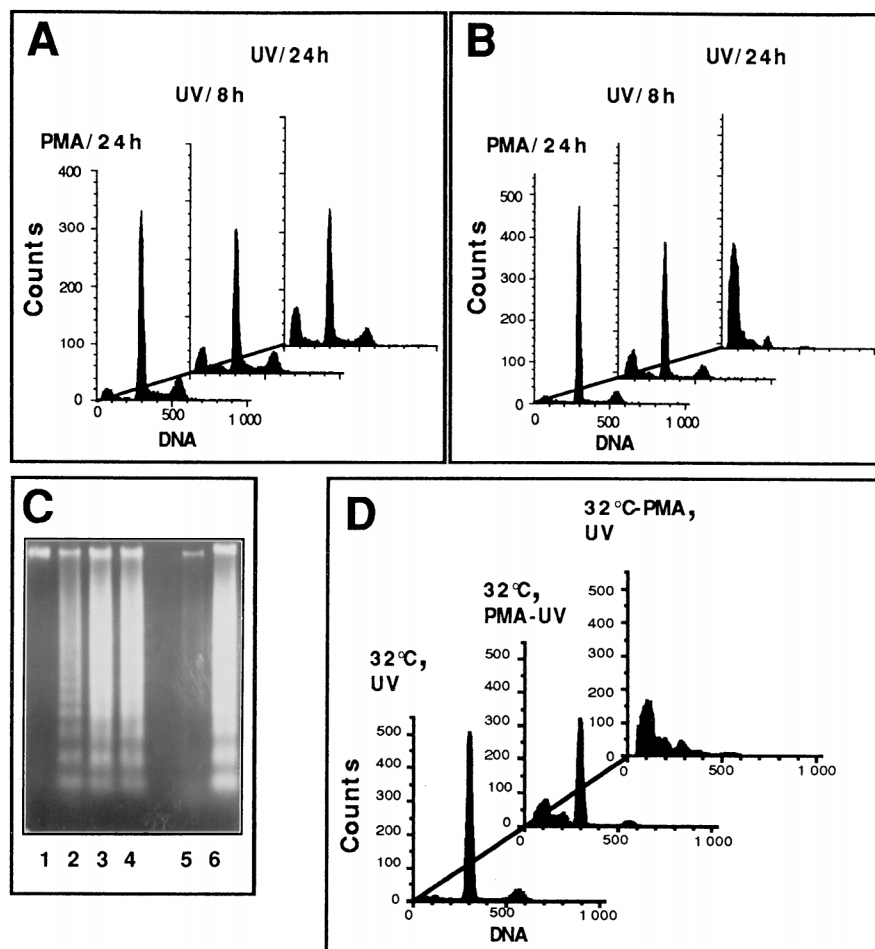 A
UV/24h
UV/8h
PMA/24h
400
300
200
100
0
Counts
0 500 1 000
DNA
B
UV/24h
UV/8h
PMA/24h
500
400
300
200
100
0
Counts
0 500 1 000
DNA
C
1 2 3 4 5 6
D
32°C-PMA,
UV
500
400
300
200
100
0
0 500 1 000
32°C,
PMA-UV
500
400
300
200
100
0
0 500 1 000
32°C,
UV
500
400
300
200
100
0
Counts
0 500 1 000
DNA